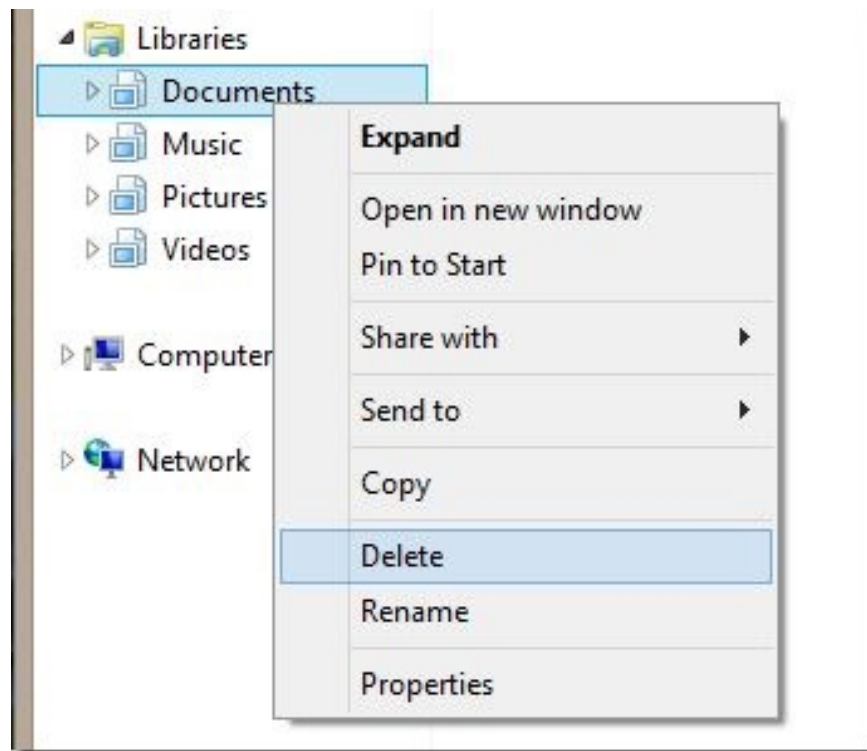 Libraries
Documents
Music
Pictures
Videos
Computer
Network
Expand
Open in new window
Pin to Start
Share with
Send to
Copy
Delete
Rename
Properties